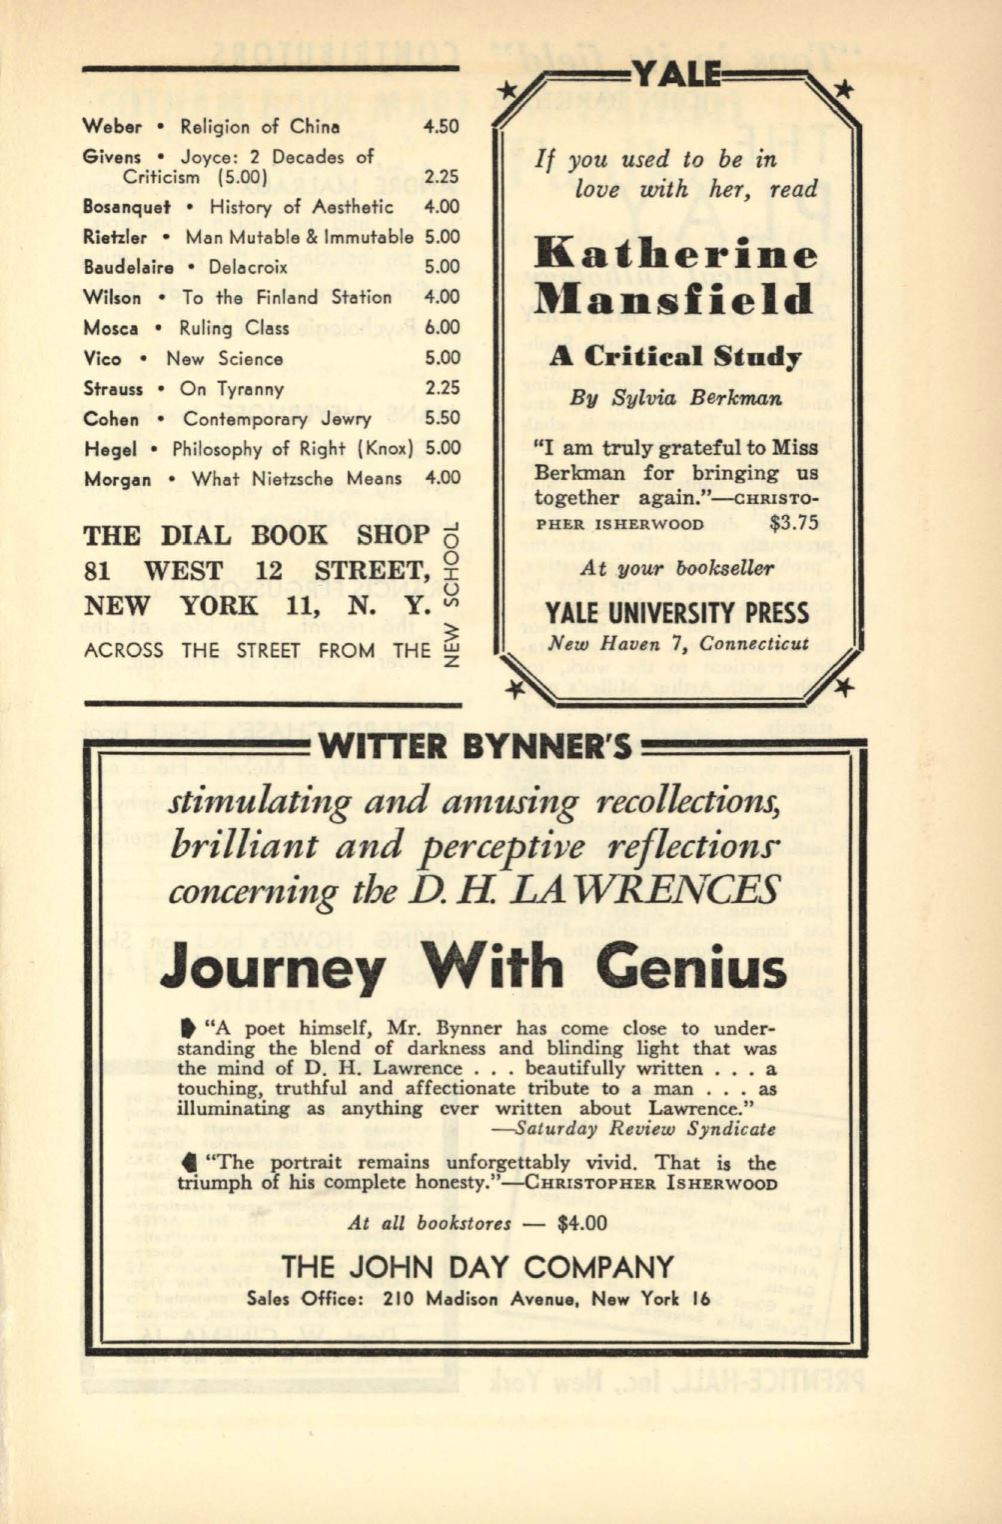 Weber • Religion of China 4.50
Givens • Joyce: 2 Decades of
Criticism (5.00) 2.25
Bosanquet • History of Aesthetic 4.00
Rietzler • Man Mutable & Immutable 5.00
Baudelaire • Delacroix 5.00
Wilson • To the Finland Station 4.00
Mosca • Ruling Class 6.00
Vico • New Science 5.00
Strauss • On Tyranny 2.25
Cohen • Contemporary Jewry 5.50
Hegel • Philosophy of Right (Knox) 5.00
Morgan • What Nietzsche Means 4.00
THE DIAL BOOK SHOP
81 WEST 12 STREET,
NEW YORK 11, N. Y.
ACROSS THE STREET FROM THE
NEW SCHOOL
YALE
If you used to be in
love with her, read
Katherine
Mansfield
A Critical Study
By Sylvia Berkman
"I am truly grateful to Miss
Berkman for bringing us
together again."—CHRISTO-
PHER ISHERWOOD $3.75
At your bookseller
YALE UNIVERSITY PRESS
New Haven 7, Connecticut
WITTER BYNNER'S
stimulating and amusing recollections,
brilliant and perceptive reflections
concerning the D. H. LAWRENCES
Journey With Genius
"A poet himself, Mr. Bynner has come close to under-
standing the blend of darkness and blinding light that was
the mind of D. H. Lawrence . . . beautifully written . . . a
touching, truthful and affectionate tribute to a man . . . as
illuminating as anything ever written about Lawrence."
—Saturday Review Syndicate
"The portrait remains unforgettably vivid. That is the
triumph of his complete honesty."—CHRISTOPHER ISHERWOOD
At all bookstores — $4.00
THE JOHN DAY COMPANY
Sales Office: 210 Madison Avenue, New York 16